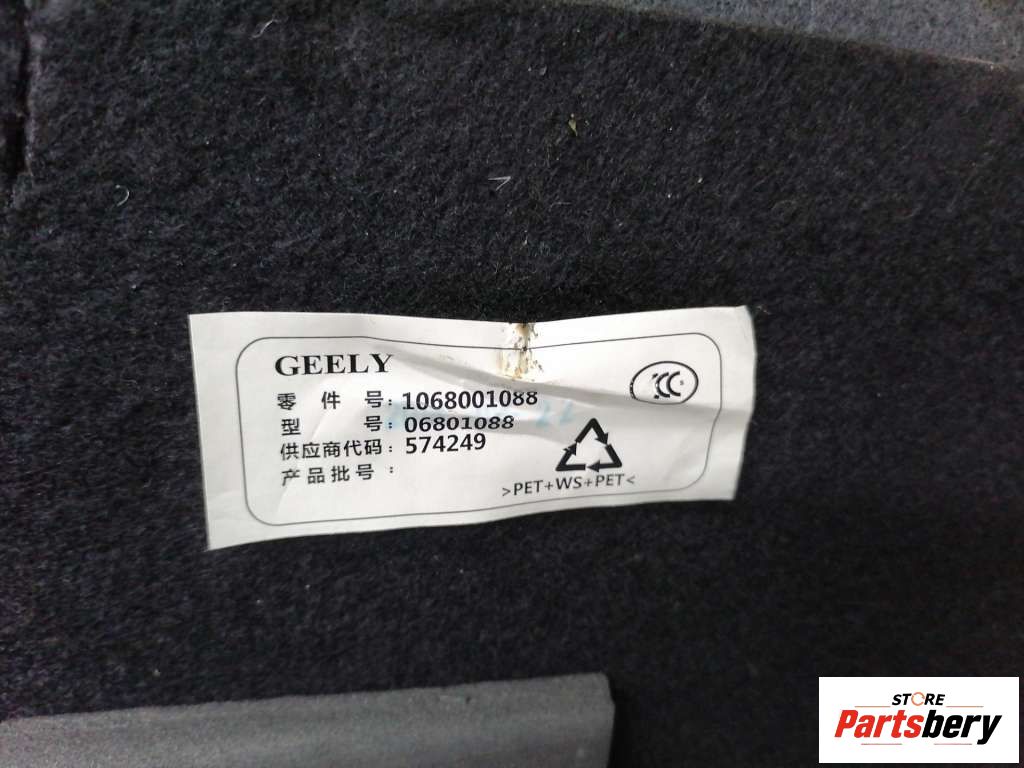 GEELY
零件号：1068001088
型号：06801088
供应商代码：574249
产品批号：
CCC
>PET+WS+PET<
STORE
Partsbery